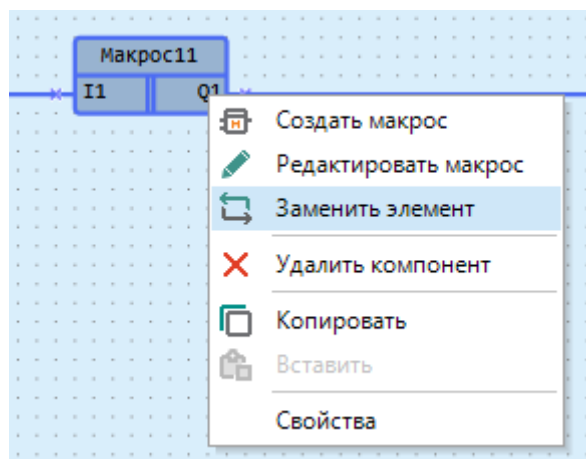 Макрос11
I1 Q1
Создать макрос
Редактировать макрос
Заменить элемент
Удалить компонент
Копировать
Вставить
Свойства